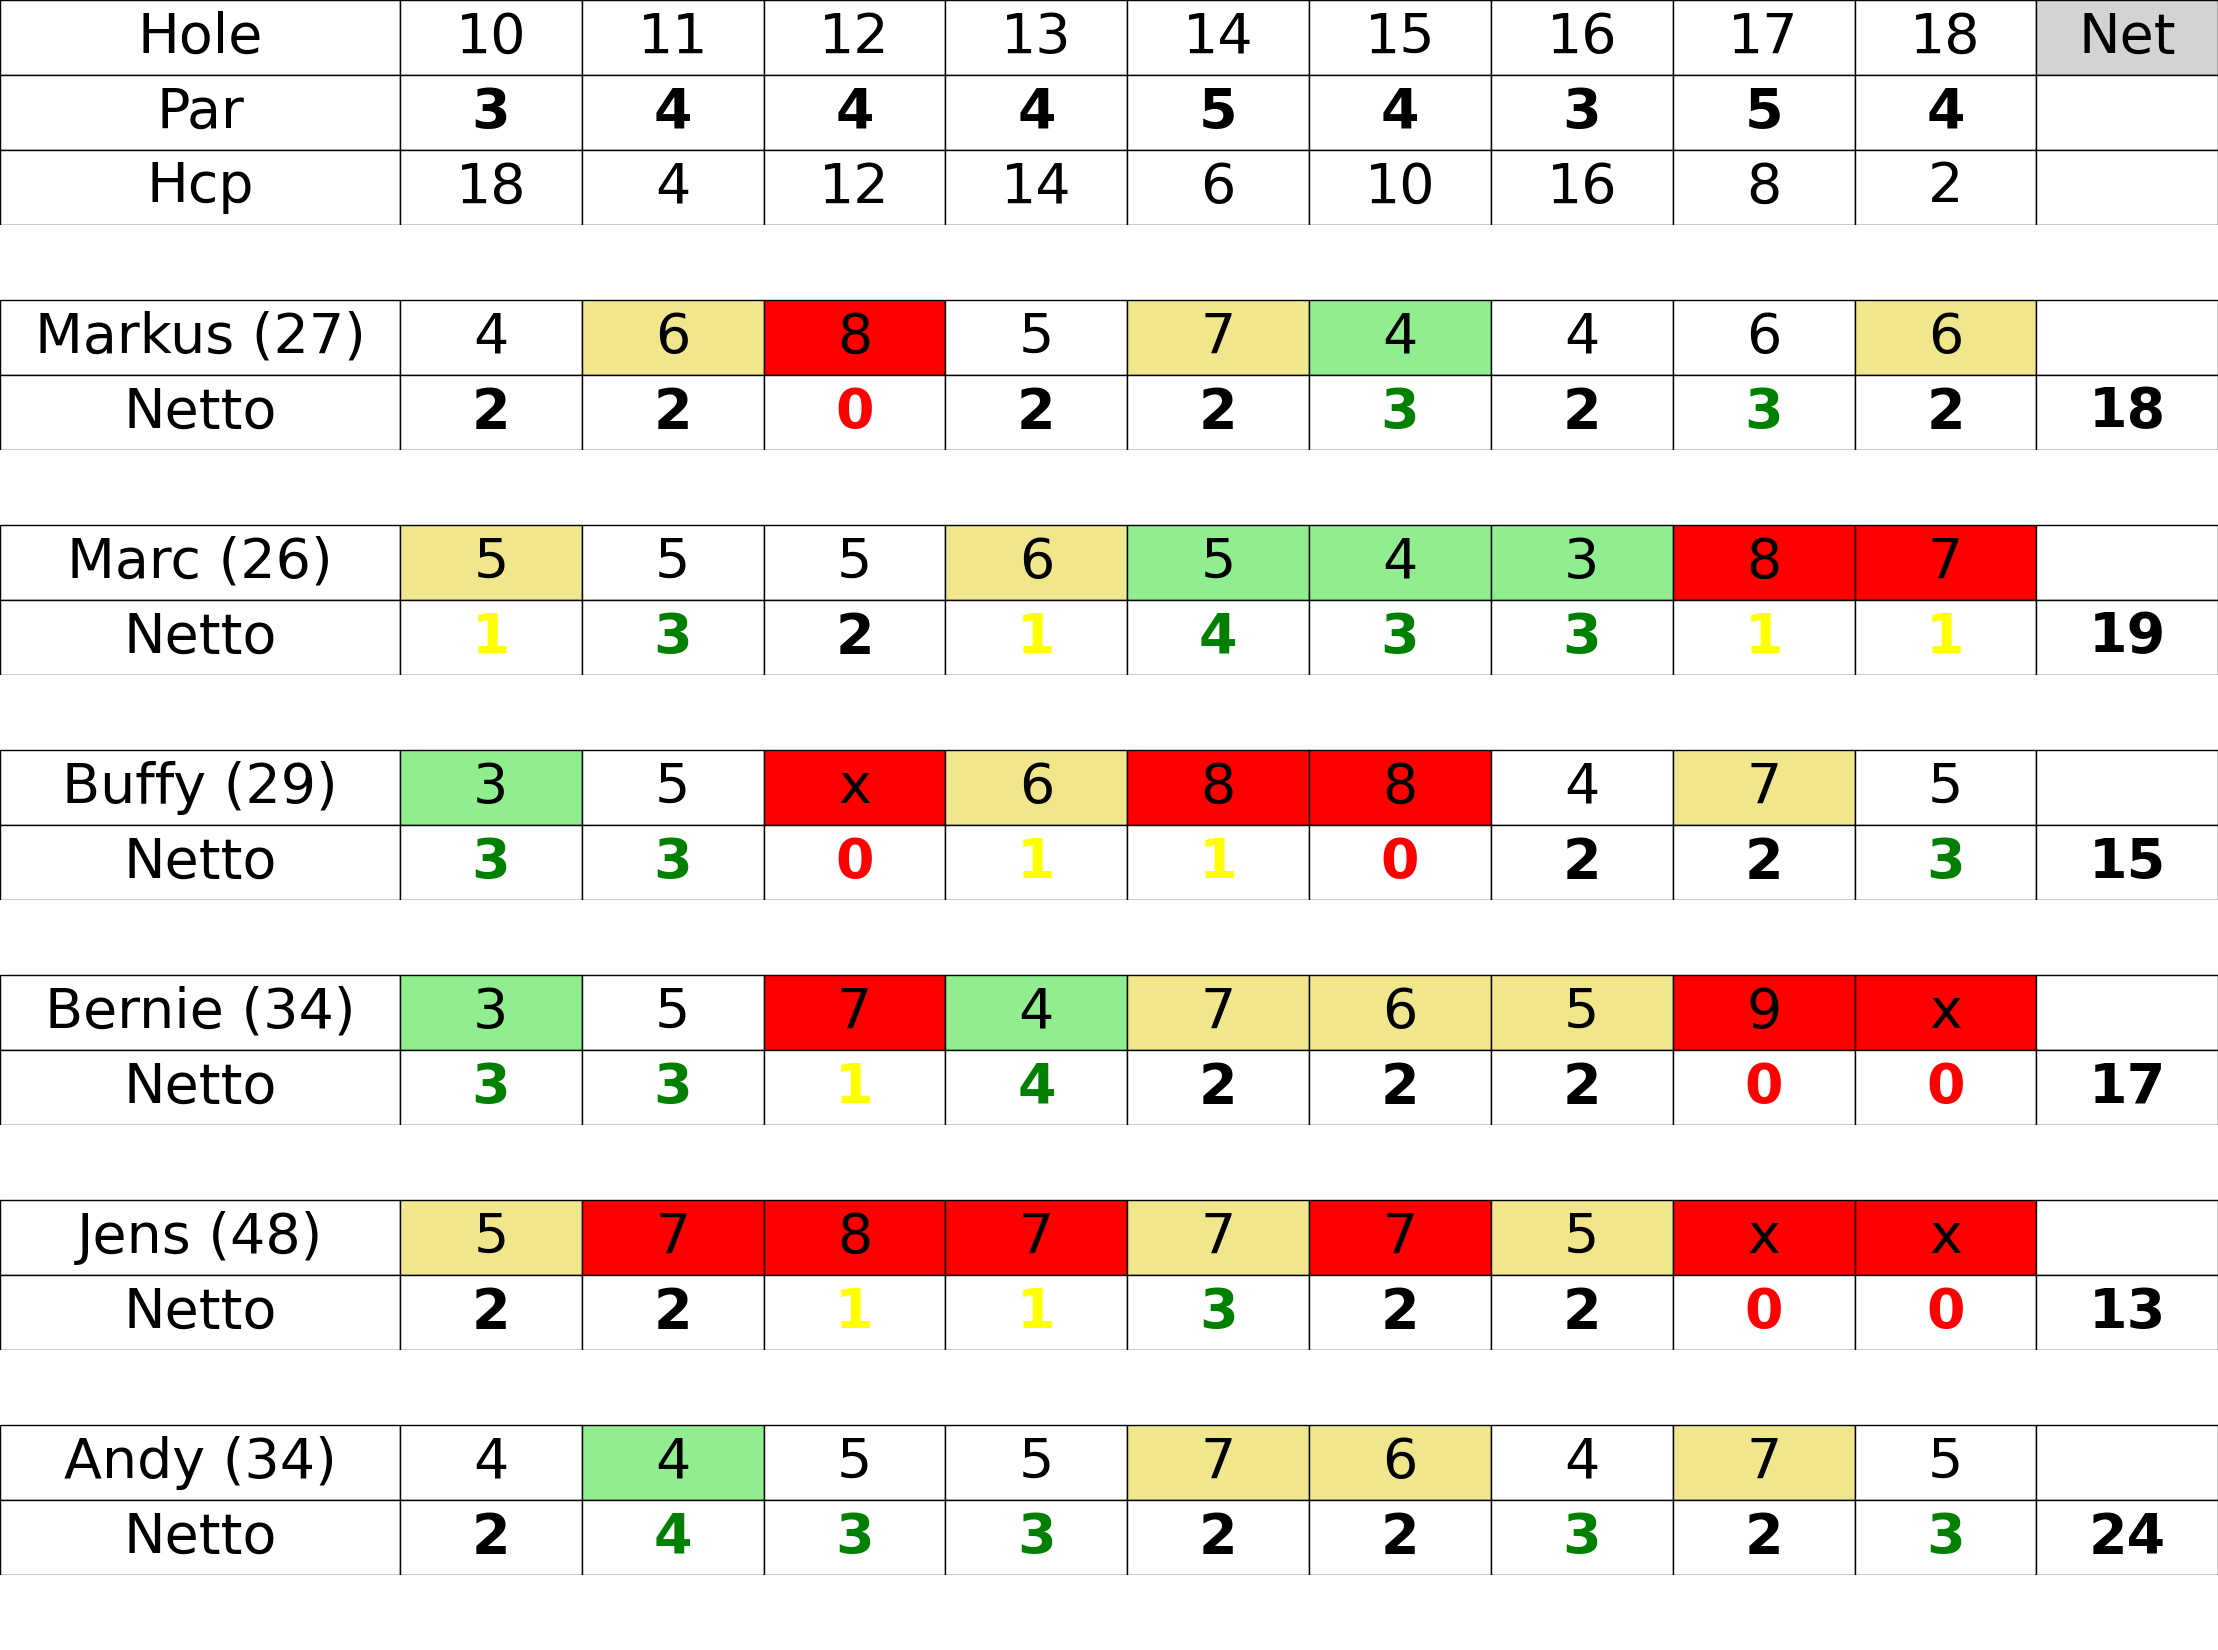 Hole 10 11 12 13 14 15 16 17 18 Net
Par 3 4 4 4 5 4 3 5 4
Hcp 18 4 12 14 6 10 16 8 2
Markus (27) 4 6 8 5 7 4 4 6 6
Netto 2 2 0 2 2 3 2 3 2 18
Marc (26) 5 5 5 6 5 4 3 8 7
Netto 1 3 2 1 4 3 3 1 1 19
Buffy (29) 3 5 x 6 8 8 4 7 5
Netto 3 3 0 1 1 0 2 2 3 15
Bernie (34) 3 5 7 4 7 6 5 9 x
Netto 3 3 1 4 2 2 2 0 0 17
Jens (48) 5 7 8 7 7 7 5 x x
Netto 2 2 1 1 3 2 2 0 0 13
Andy (34) 4 4 5 5 7 6 4 7 5
Netto 2 4 3 3 2 2 3 2 3 24